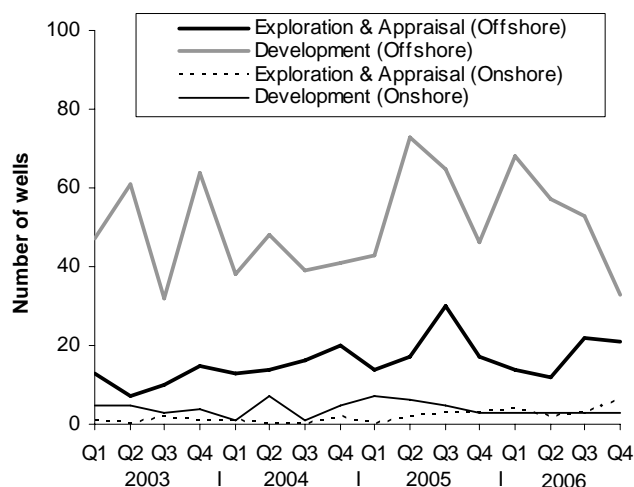 Exploration & Appraisal (Offshore)
Development (Offshore)
Exploration & Appraisal (Onshore)
Development (Onshore)
Number of wells
100
80
60
40
20
0
Q1 Q2 Q3 Q4 Q1 Q2 Q3 Q4 Q1 Q2 Q3 Q4 Q1 Q2 Q3 Q4
2003 I 2004 I 2005 I 2006